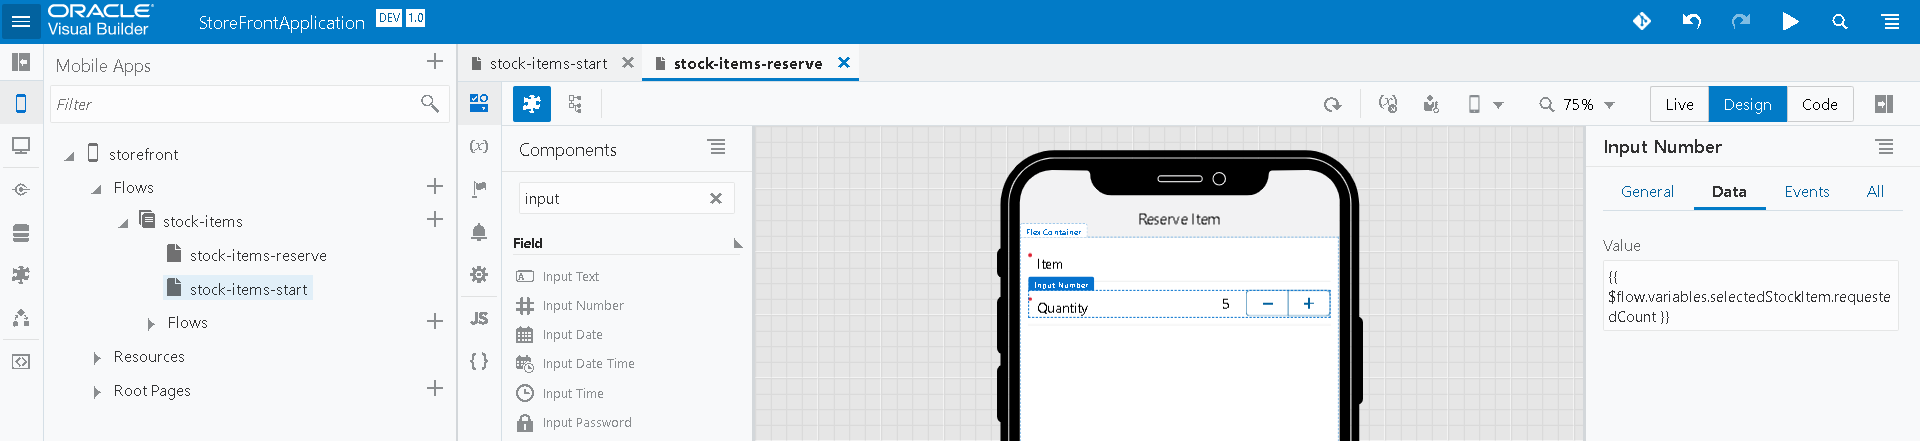 ORACLE
Visual Builder
StoreFrontApplication
DEV 1.0
Mobile Apps
Filter
storefront
Flows
stock-items
stock-items-reserve
stock-items-start
Flows
Resources
Root Pages
stock-items-start
stock-items-reserve
75%
Live
Design
Code
(x)
JS
{ }
Components
input
Field
Input Text
Input Number
Input Date
Input Date Time
Input Time
Input Password
Reserve Item
Flex Container
* Item
Input Number
* Quantity 5 − +
Input Number
General
Data
Events
All
Value
{{
$flow.variables.selectedStockItem.requeste
dCount }}